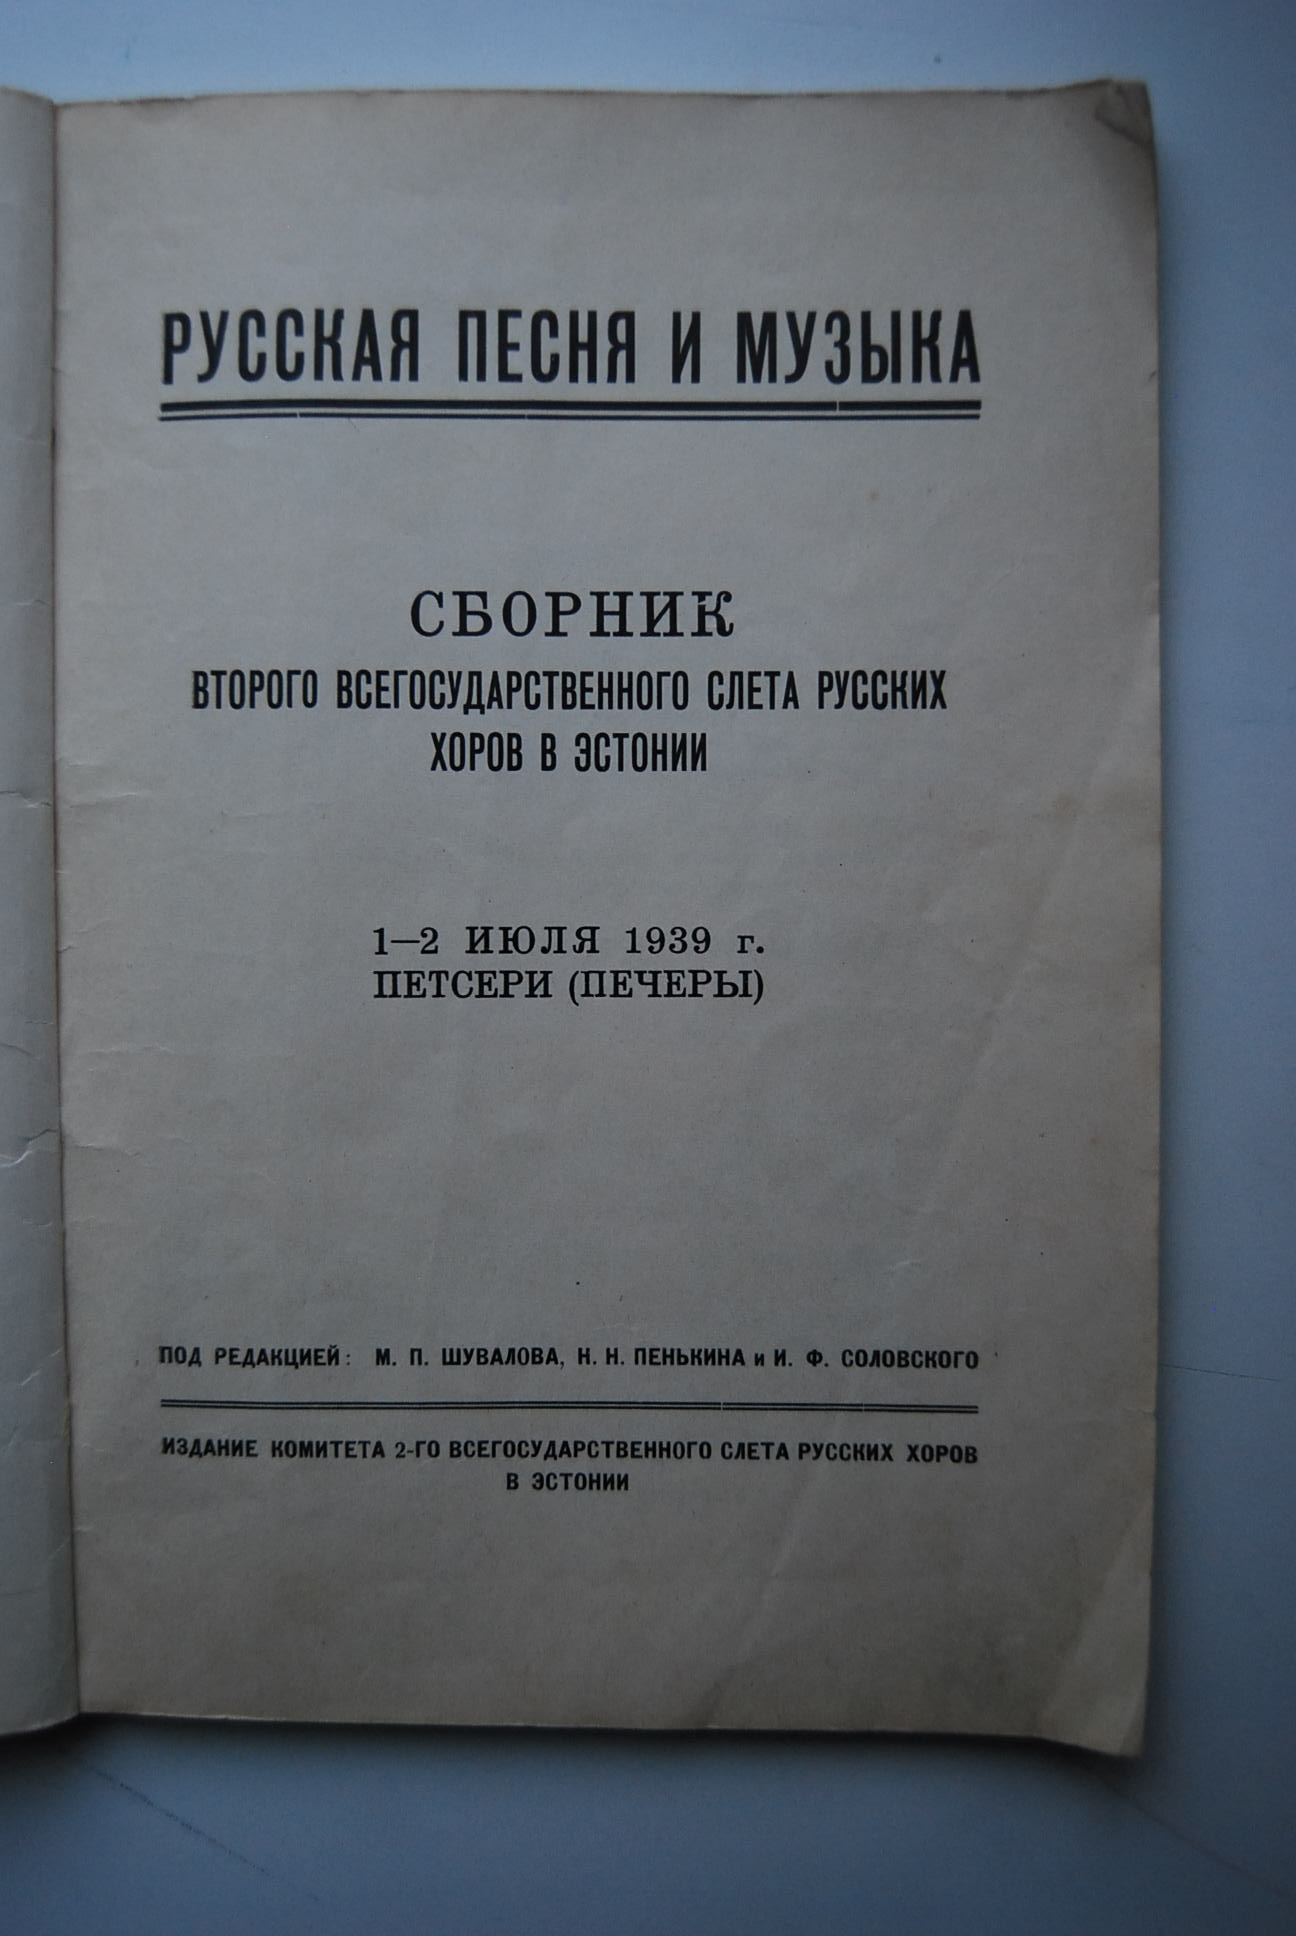 РУССКАЯ ПЕСНЯ И МУЗЫКА
СБОРНИК
ВТОРОГО ВСЕГОСУДАРСТВЕННОГО СЛЕТА РУССКИХ
ХОРОВ В ЭСТОНИИ
1—2 ИЮЛЯ 1939 г.
ПЕТСЕРИ (ПЕЧЕРЫ)
ПОД РЕДАКЦИЕЙ: М. П. ШУВАЛОВА, Н. Н. ПЕНЬКИНА и И. Ф. СОЛОВСКОГО
ИЗДАНИЕ КОМИТЕТА 2-ГО ВСЕГОСУДАРСТВЕННОГО СЛЕТА РУССКИХ ХОРОВ
В ЭСТОНИИ